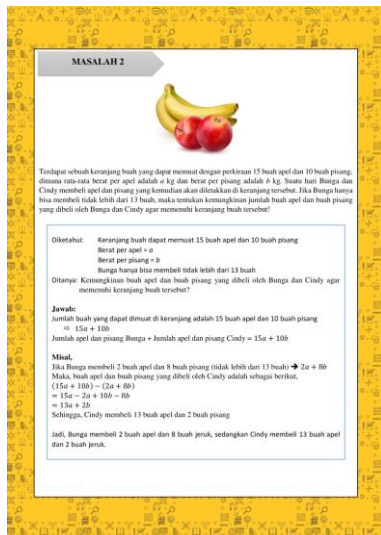 MASALAH 2
Terdapat sebuah keranjang buah yang dapat memuat dengan perkiraan 15 buah apel dan 10 buah pisang,
dimana rata-rata berat per apel adalah a kg dan berat per pisang adalah b kg. Suatu hari Bunga dan
Cindy membeli apel dan pisang yang kemudian akan diletakkan di keranjang tersebut. Jika Bunga hanya
bisa membeli tidak lebih dari 13 buah, maka tentukan kemungkinan jumlah buah apel dan buah pisang
yang dibeli oleh Bunga dan Cindy agar memenuhi keranjang buah tersebut!
Diketahui: Keranjang buah dapat memuat 15 buah apel dan 10 buah pisang
Berat per apel = a
Berat per pisang = b
Bunga hanya bisa membeli tidak lebih dari 13 buah
Ditanya: Kemungkinan buah apel dan buah pisang yang dibeli oleh Bunga dan Cindy agar
memenuhi keranjang buah tersebut?
Jawab:
Jumlah buah yang dapat dimuat di keranjang adalah 15 buah apel dan 10 buah pisang
⇨ 15a + 10b
Jumlah apel dan pisang Bunga + Jumlah apel dan pisang Cindy = 15a + 10b
Misal,
Jika Bunga membeli 2 buah apel dan 8 buah pisang (tidak lebih dari 13 buah) ➔ 2a + 8b
Maka, buah apel dan buah pisang yang dibeli oleh Cindy adalah sebagai berikut,
(15a + 10b) − (2a + 8b)
= 15a − 2a + 10b − 8b
= 13a + 2b
Sehingga, Cindy membeli 13 buah apel dan 2 buah pisang
Jadi, Bunga membeli 2 buah apel dan 8 buah jeruk, sedangkan Cindy membeli 13 buah apel
dan 2 buah jeruk.